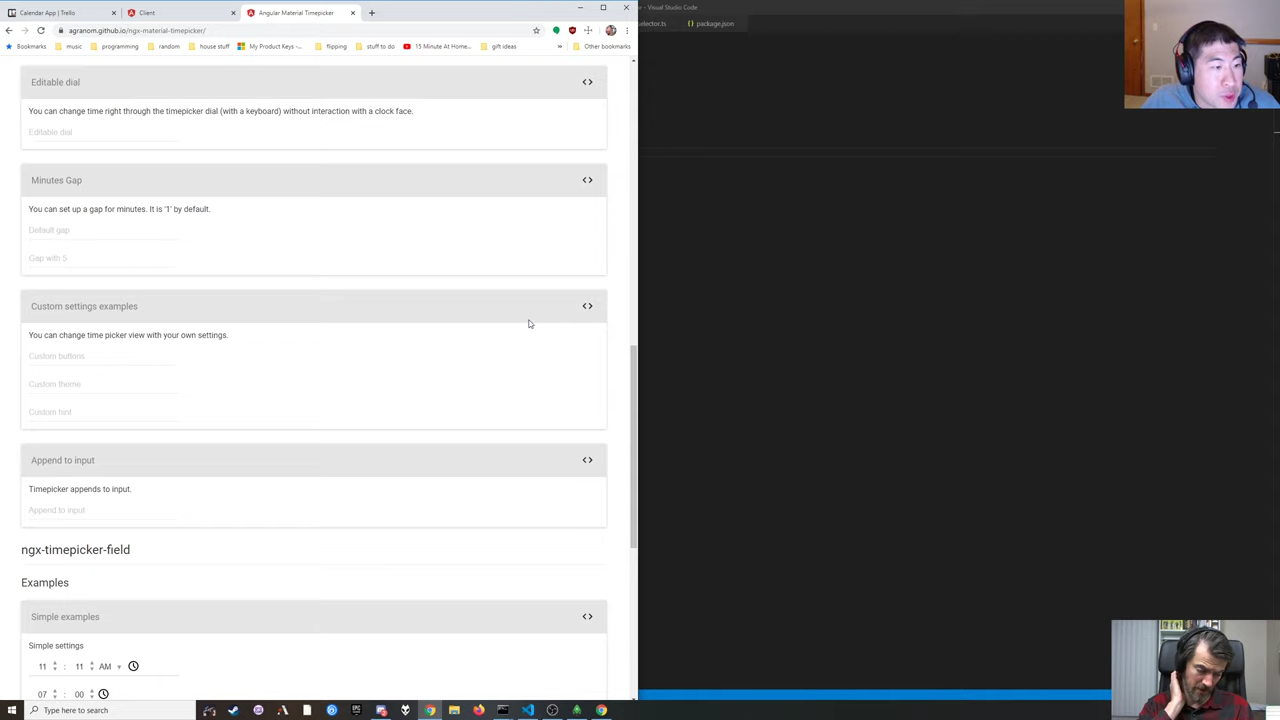 Calendar App | Trello
Client
Angular Material Timepicker
- Visual Studio Code
agranom.github.io/ngx-material-timepicker/
selector.ts
package.json
Bookmarks
music
programming
random
house stuff
My Product Keys -...
flipping
stuff to do
15 Minute At Home...
gift ideas
»
Other bookmarks
Editable dial
You can change time right through the timepicker dial (with a keyboard) without interaction with a clock face.
Editable dial
Minutes Gap
You can set up a gap for minutes. It is '1' by default.
Default gap
Gap with 5
Custom settings examples
You can change time picker view with your own settings.
Custom buttons
Custom theme
Custom hint
Append to input
Timepicker appends to input.
Append to input
ngx-timepicker-field
Examples
Simple examples
Simple settings
11 : 11 AM
07 : 00
Type here to search